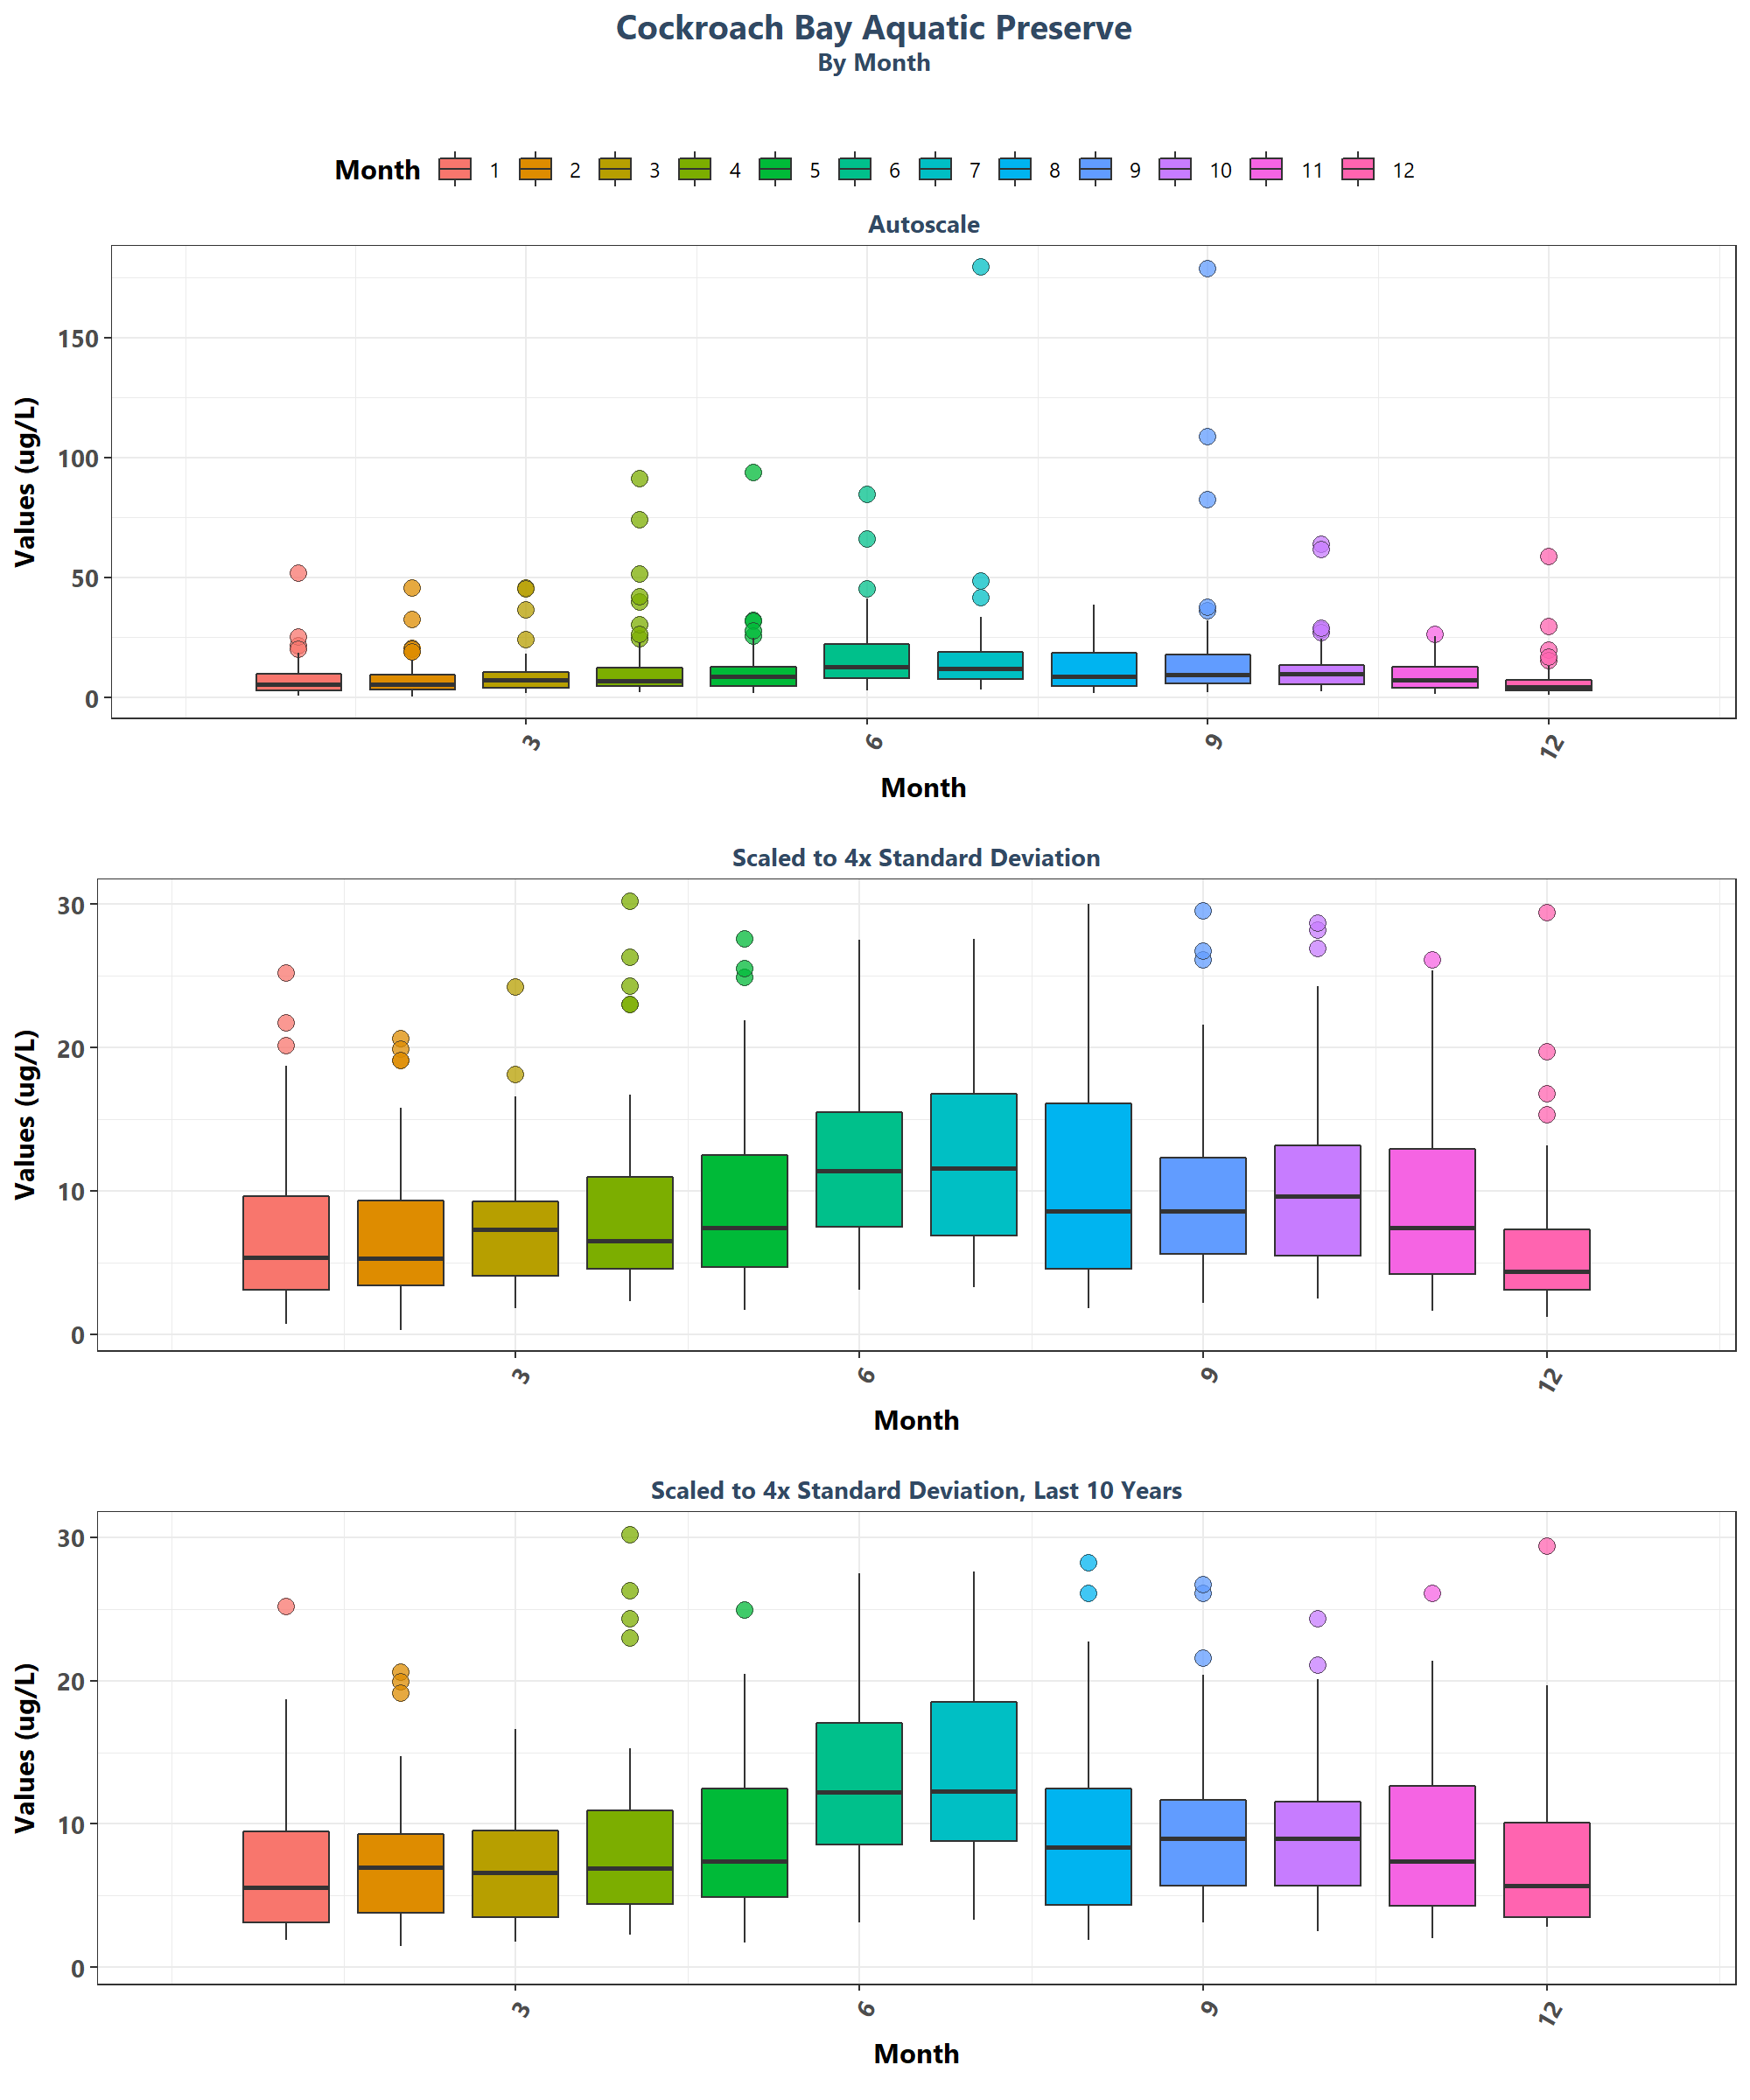 Cockroach Bay Aquatic Preserve
By Month
Month 1 2 3 4 5 6 7 8 9 10 11 12
Autoscale
Values (ug/L)
150
100
50
0
3 6 9 12
Month
Scaled to 4x Standard Deviation
Values (ug/L)
30
20
10
0
3 6 9 12
Month
Scaled to 4x Standard Deviation, Last 10 Years
Values (ug/L)
30
20
10
0
3 6 9 12
Month